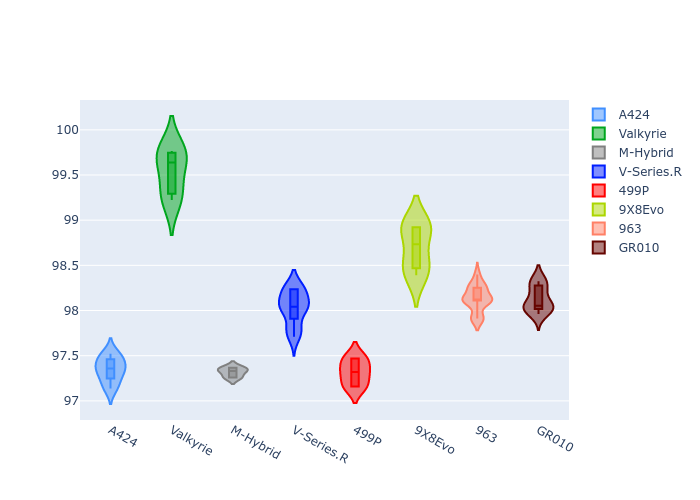 100
99.5
99
98.5
98
97.5
97
A424
Valkyrie
M-Hybrid
V-Series.R
499P
9X8Evo
963
GR010
A424
Valkyrie
M-Hybrid
V-Series.R
499P
9X8Evo
963
GR010